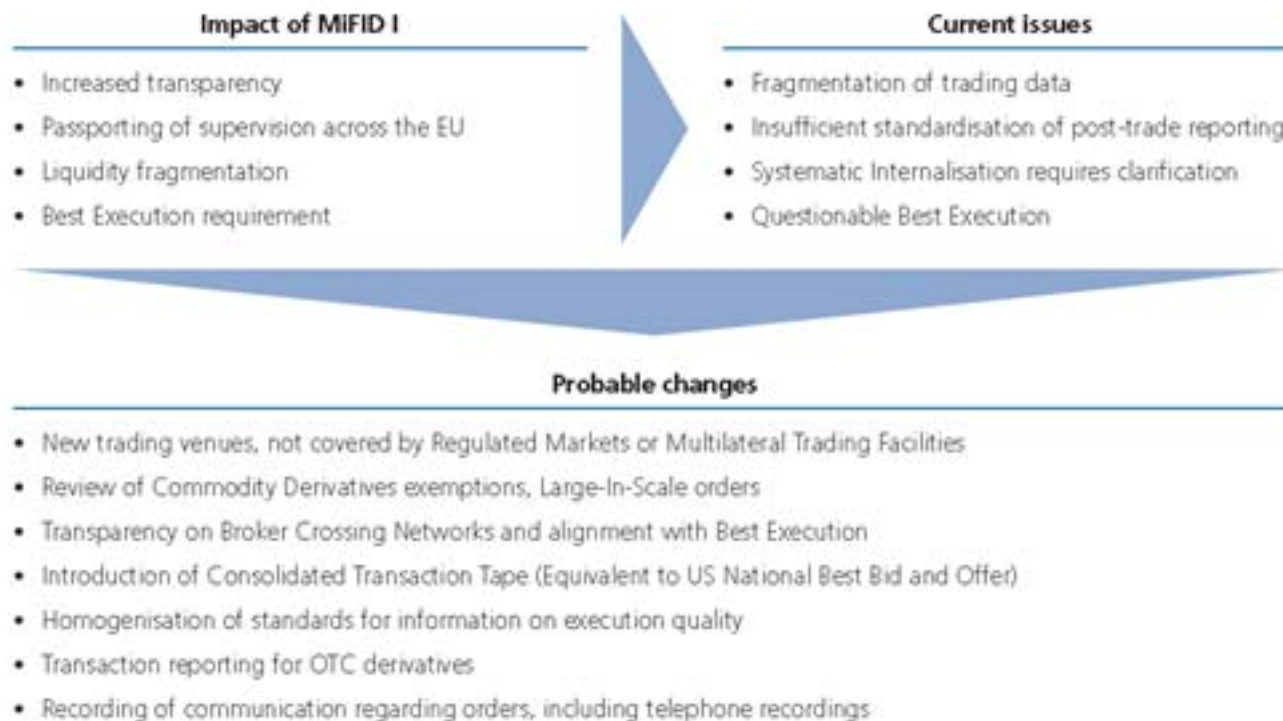 Impact of MiFID I
• Increased transparency
• Passporting of supervision across the EU
• Liquidity fragmentation
• Best Execution requirement
Current issues
• Fragmentation of trading data
• Insufficient standardisation of post-trade reporting
• Systematic Internalisation requires clarification
• Questionable Best Execution
Probable changes
• New trading venues, not covered by Regulated Markets or Multilateral Trading Facilities
• Review of Commodity Derivatives exemptions, Large-In-Scale orders
• Transparency on Broker Crossing Networks and alignment with Best Execution
• Introduction of Consolidated Transaction Tape (Equivalent to US National Best Bid and Offer)
• Homogenisation of standards for information on execution quality
• Transaction reporting for OTC derivatives
• Recording of communication regarding orders, including telephone recordings